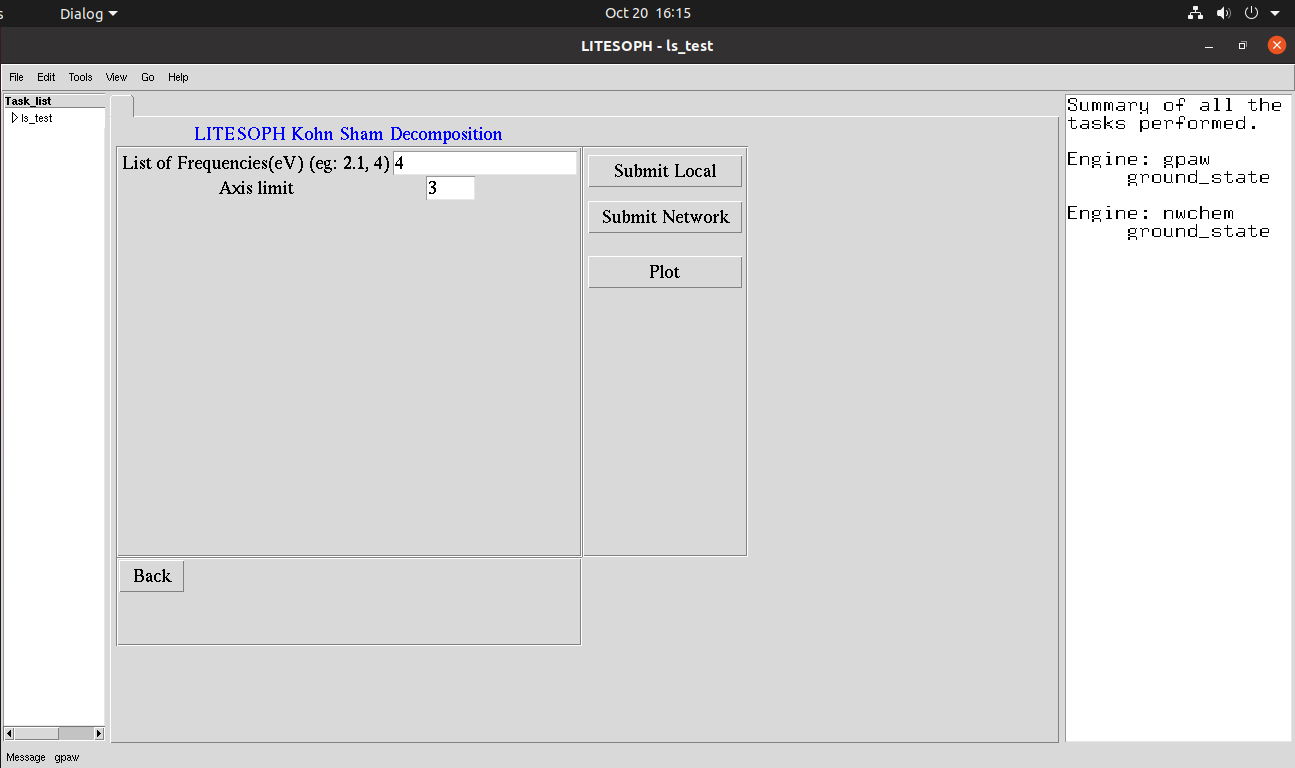 s Dialog Oct 20 16:15
LITESOPH - ls_test
File Edit Tools View Go Help
Task_list
ls_test
LITESOPH Kohn Sham Decomposition
List of Frequencies(eV) (eg: 2.1, 4) 4
Axis limit 3
Submit Local
Submit Network
Plot
Back
Summary of all the
tasks performed.
Engine: gpaw
ground_state
Engine: nwchem
ground_state
Message gpaw